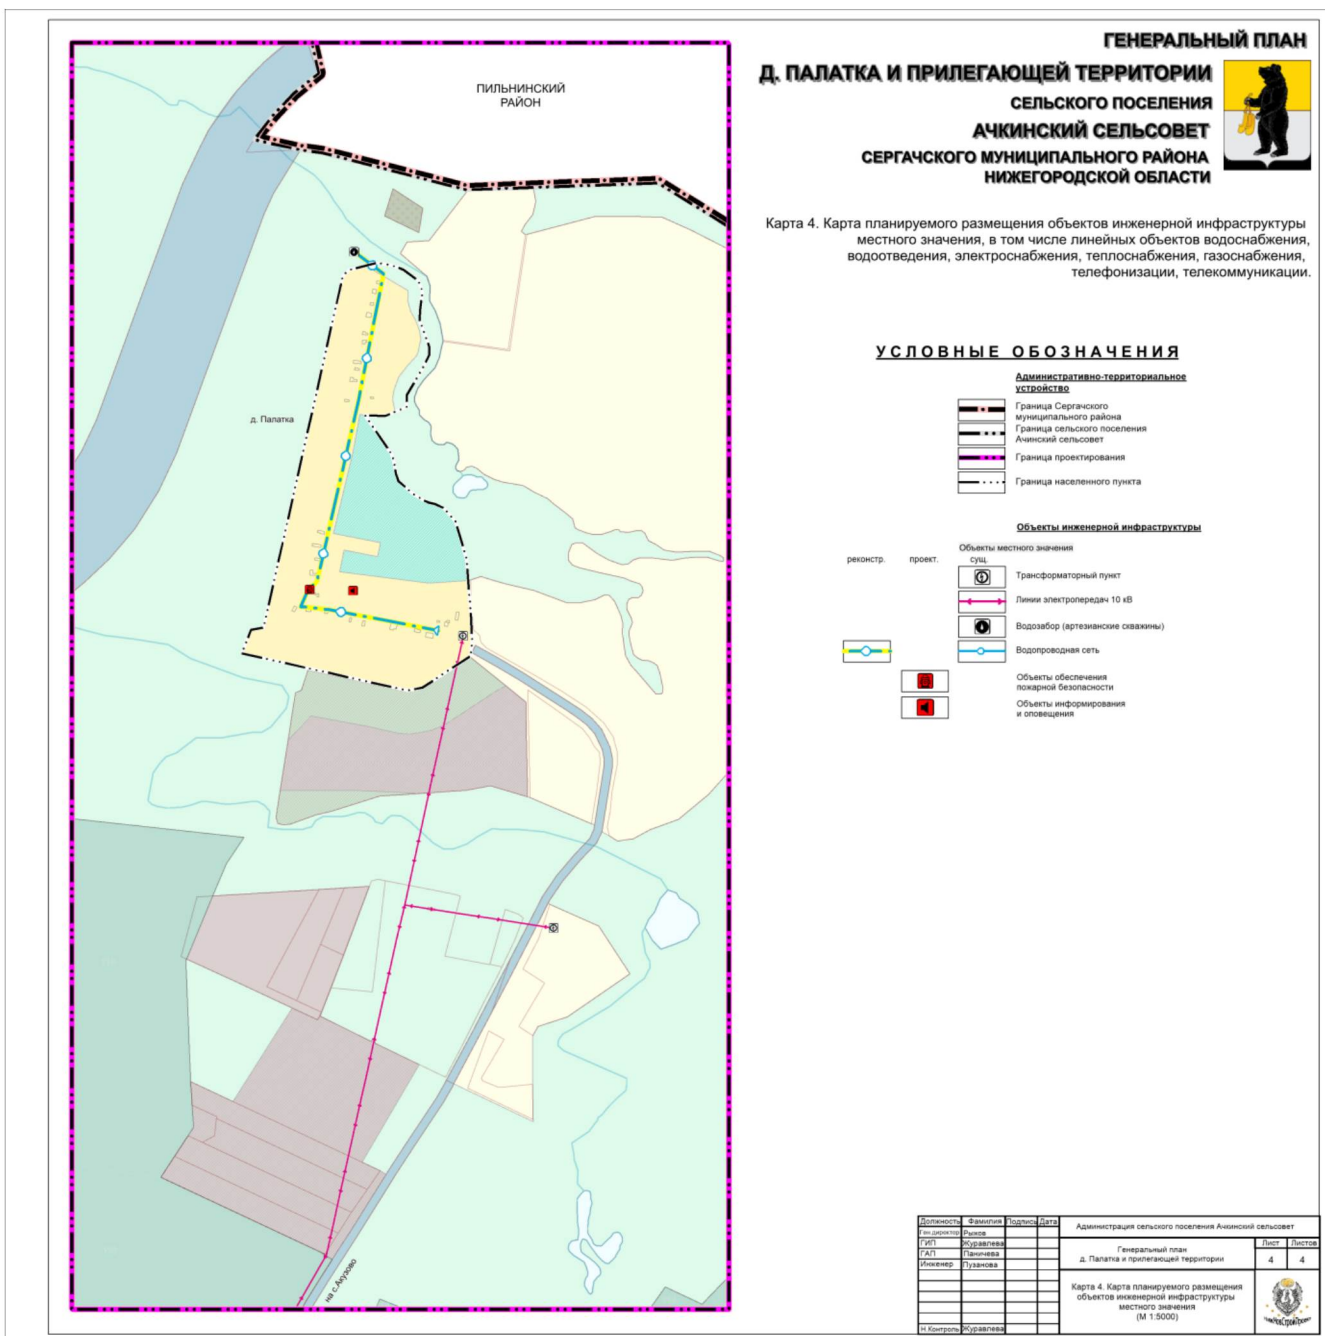 ГЕНЕРАЛЬНЫЙ ПЛАН
Д. ПАЛАТКА И ПРИЛЕГАЮЩЕЙ ТЕРРИТОРИИ
СЕЛЬСКОГО ПОСЕЛЕНИЯ
АЧКИНСКИЙ СЕЛЬСОВЕТ
СЕРГАЧСКОГО МУНИЦИПАЛЬНОГО РАЙОНА
НИЖЕГОРОДСКОЙ ОБЛАСТИ
Карта 4. Карта планируемого размещения объектов инженерной инфраструктуры
местного значения, в том числе линейных объектов водоснабжения,
водоотведения, электроснабжения, теплоснабжения, газоснабжения,
телефонизации, телекоммуникации.
ПИЛЬНИНСКИЙ
РАЙОН
д. Палатка
на с.Акузово
УСЛОВНЫЕ ОБОЗНАЧЕНИЯ
Административно-территориальное
устройство
Граница Сергачского
муниципального района
Граница сельского поселения
Ачинский сельсовет
Граница проектирования
Граница населенного пункта
Объекты инженерной инфраструктуры
Объекты местного значения
реконстр. проект. сущ.
Трансформаторный пункт
Линии электропередач 10 кВ
Водозабор (артезианские скважины)
Водопроводная сеть
Объекты обеспечения
пожарной безопасности
Объекты информирования
и оповещения
Должность Фамилия Подпись Дата
Ген.директор Рыжов
ГИП Журавлева
ГАП Паничева
Инженер Пузанова
Н.Контроль Журавлева
Администрация сельского поселения Ачкинский сельсовет
Генеральный план
д. Палатка и прилегающей территории
Лист Листов
4 4
Карта 4. Карта планируемого размещения
объектов инженерной инфраструктуры
местного значения
(М 1:5000)